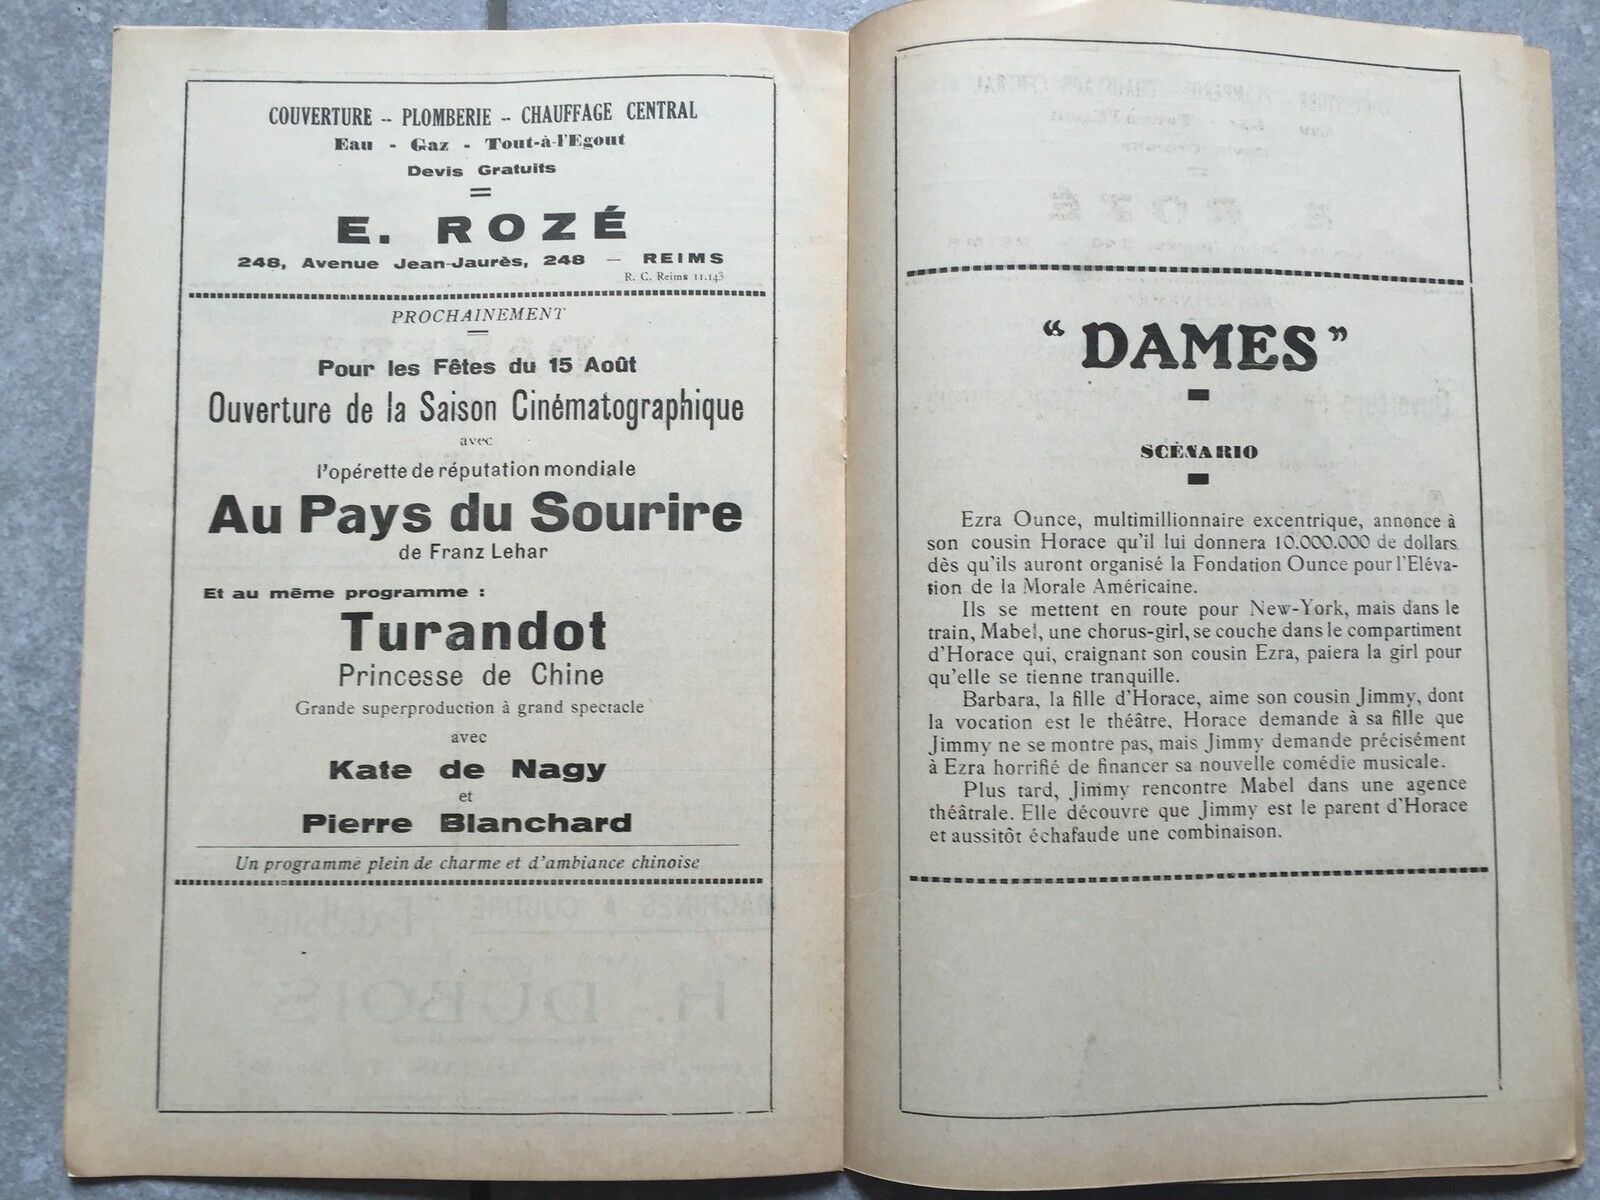 COUVERTURE -- PLOMBERIE -- CHAUFFAGE CENTRAL
Eau - Gaz - Tout-à-l'Egout
Devis Gratuits
E. ROZÉ
248, Avenue Jean-Jaurès, 248 — REIMS
R. C. Reims 11.143
PROCHAINEMENT
Pour les Fêtes du 15 Août
Ouverture de la Saison Cinématographique
avec
l'opérette de réputation mondiale
Au Pays du Sourire
de Franz Lehar
Et au même programme :
Turandot
Princesse de Chine
Grande superproduction à grand spectacle
avec
Kate de Nagy
et
Pierre Blanchard
Un programme plein de charme et d'ambiance chinoise
“ DAMES ”
SCÉNARIO
Ezra Ounce, multimillionnaire excentrique, annonce à
son cousin Horace qu'il lui donnera 10.000.000 de dollars
dès qu'ils auront organisé la Fondation Ounce pour l'Eléva-
tion de la Morale Américaine.
Ils se mettent en route pour New-York, mais dans le
train, Mabel, une chorus-girl, se couche dans le compartiment
d'Horace qui, craignant son cousin Ezra, paiera la girl pour
qu'elle se tienne tranquille.
Barbara, la fille d'Horace, aime son cousin Jimmy, dont
la vocation est le théâtre. Horace demande à sa fille que
Jimmy ne se montre pas, mais Jimmy demande précisément
à Ezra horrifié de financer sa nouvelle comédie musicale.
Plus tard, Jimmy rencontre Mabel dans une agence
théâtrale. Elle découvre que Jimmy est le parent d'Horace
et aussitôt échafaude une combinaison.